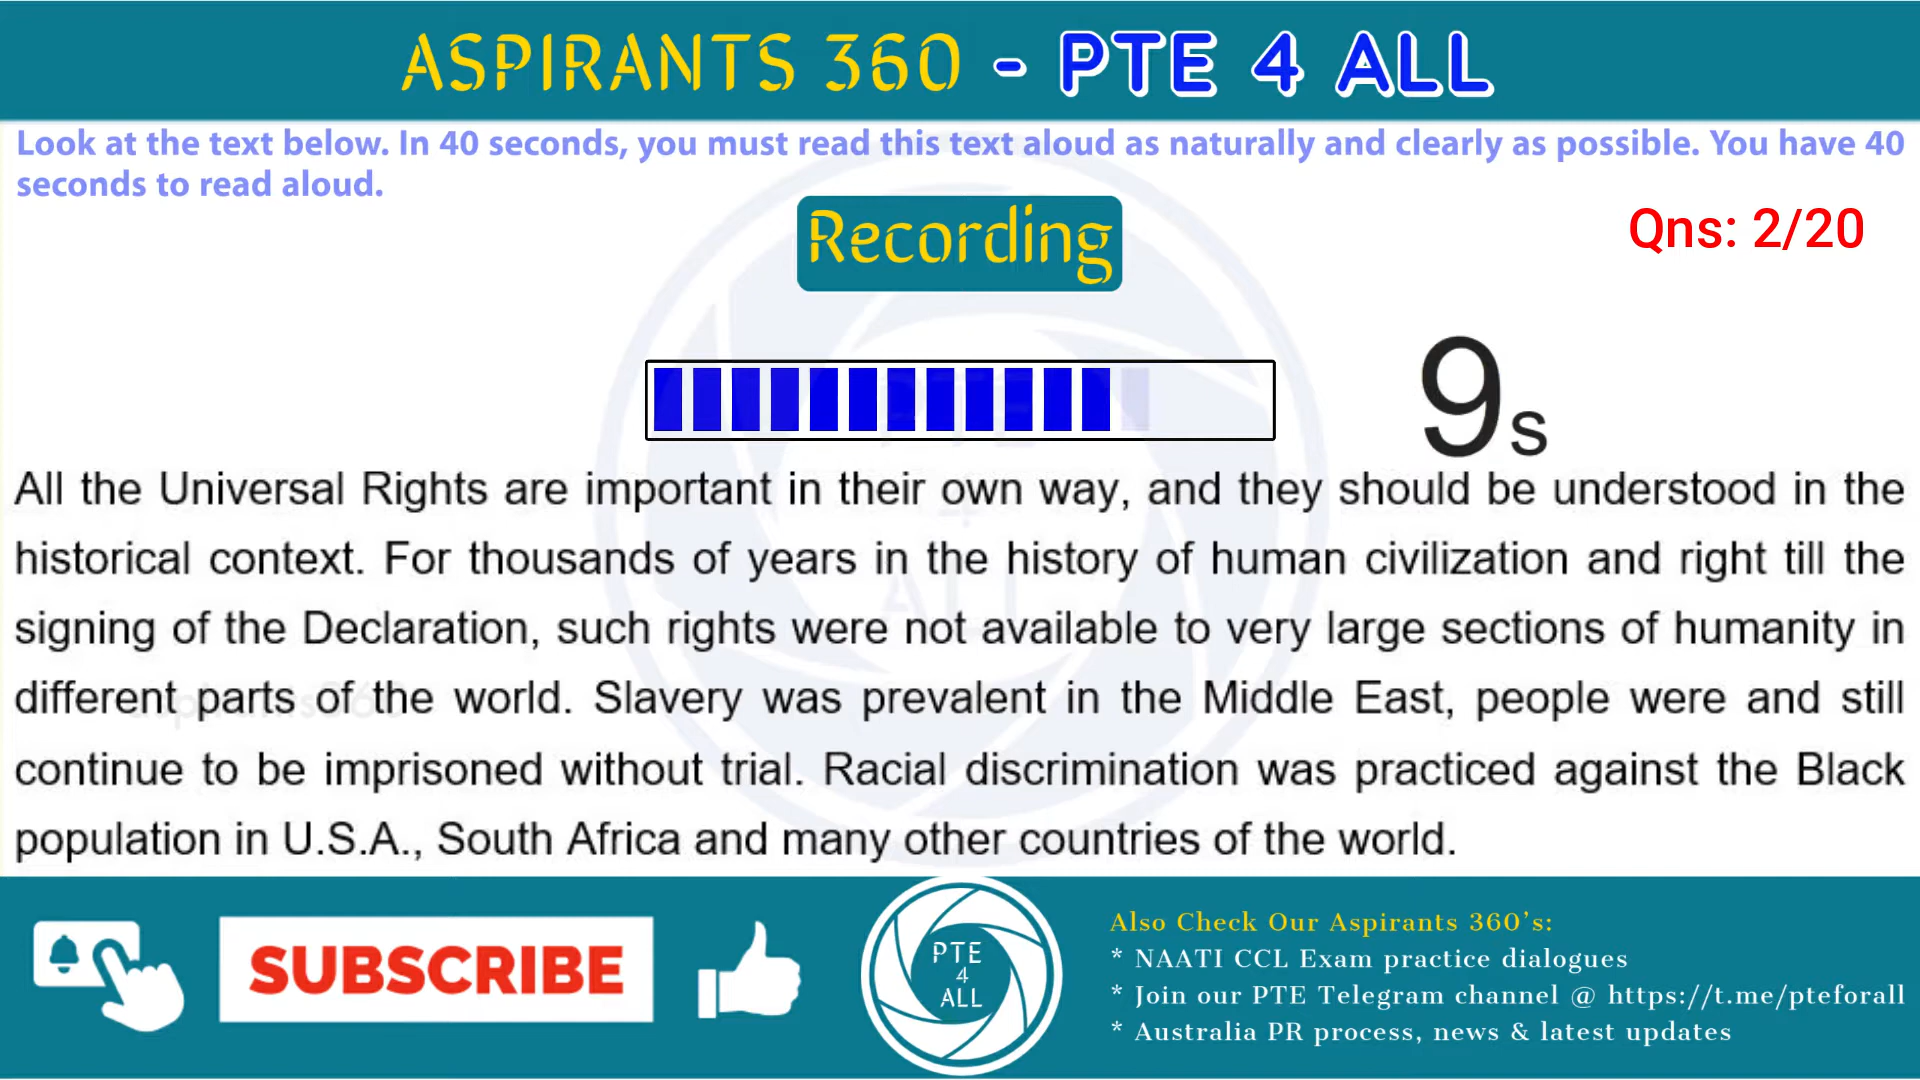 ASPIRANTS 360 - PTE 4 ALL
Look at the text below. In 40 seconds, you must read this text aloud as naturally and clearly as possible. You have 40
seconds to read aloud.
Recording
Qns: 2/20
9s
All the Universal Rights are important in their own way, and they should be understood in the
historical context. For thousands of years in the history of human civilization and right till the
signing of the Declaration, such rights were not available to very large sections of humanity in
different parts of the world. Slavery was prevalent in the Middle East, people were and still
continue to be imprisoned without trial. Racial discrimination was practiced against the Black
population in U.S.A., South Africa and many other countries of the world.
PTE
4
ALL
aspirants360
SUBSCRIBE
PTE
4
ALL
Also Check Our Aspirants 360's:
* NAATI CCL Exam practice dialogues
* Join our PTE Telegram channel @ https://t.me/pteforall
* Australia PR process, news & latest updates